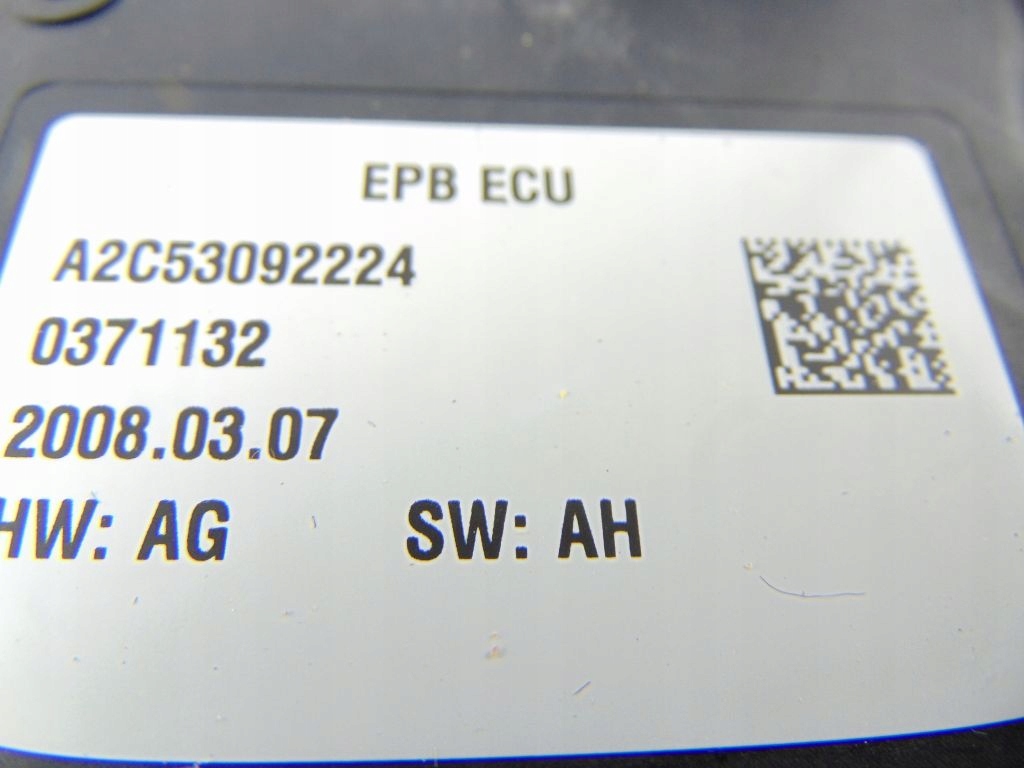 EPB ECU
A2C53092224
0371132
2008.03.07
HW: AG SW: AH